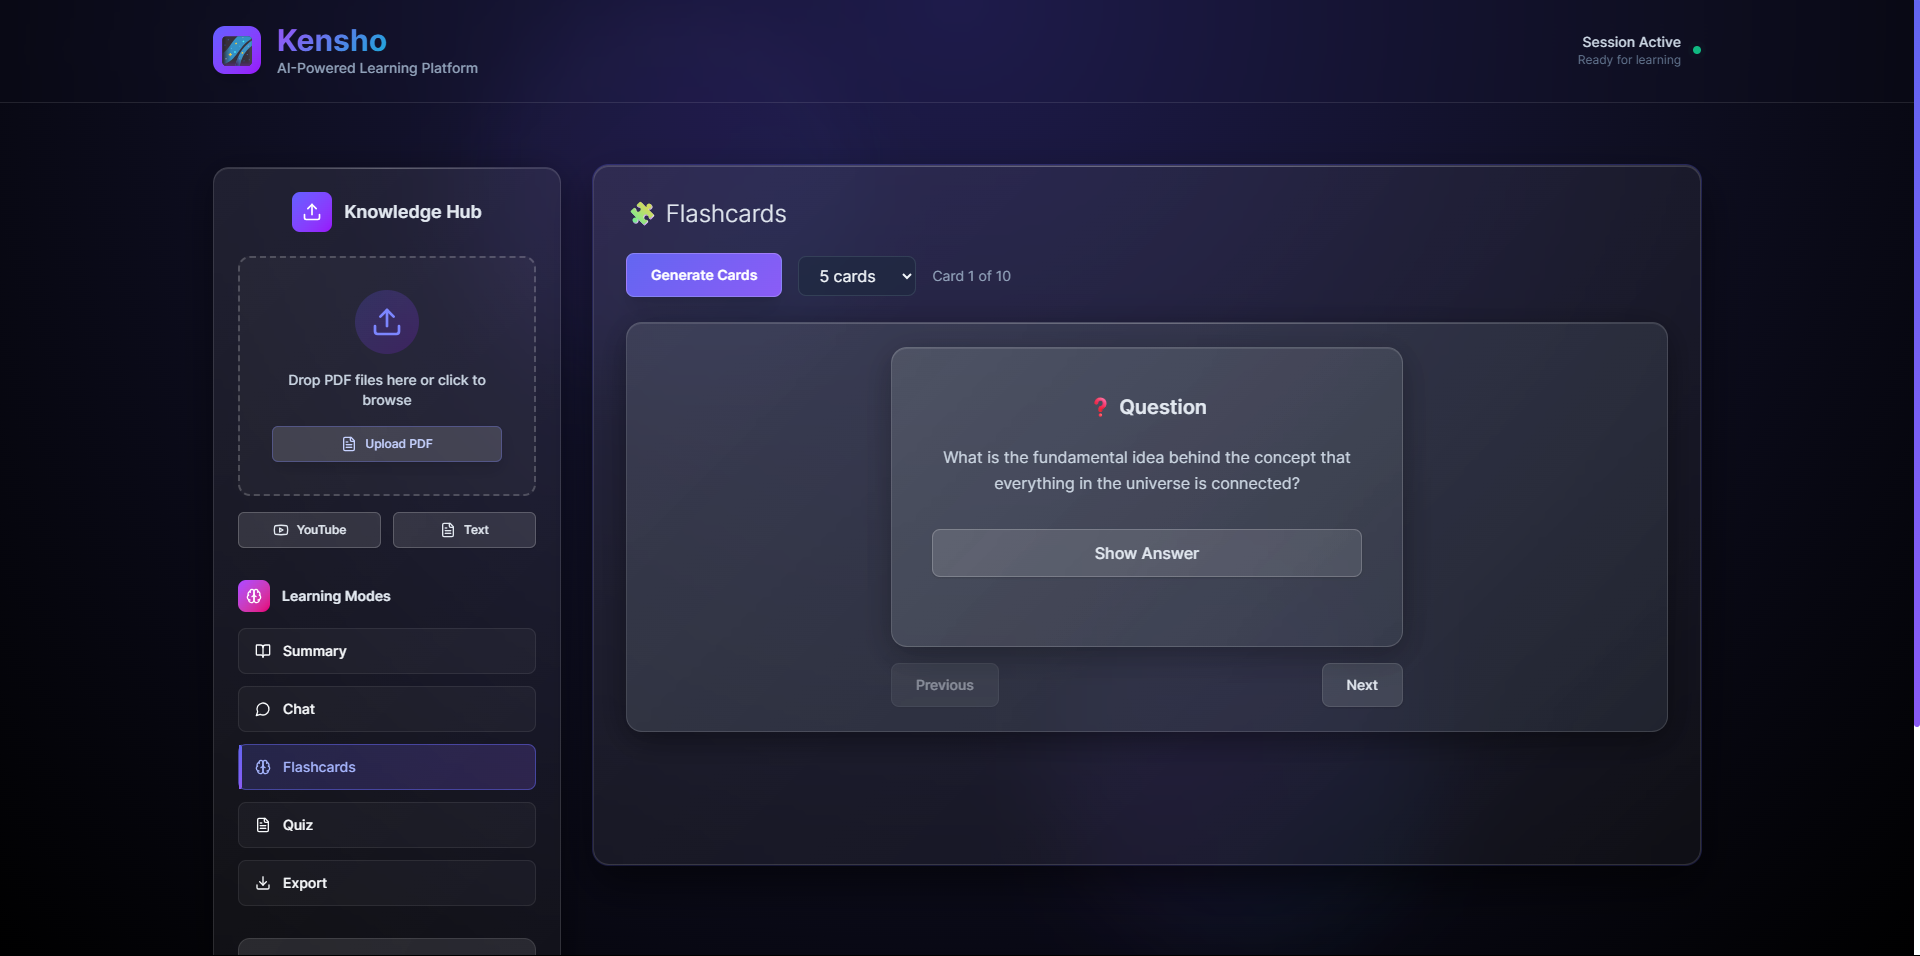 Kensho
AI-Powered Learning Platform
Session Active
Ready for learning
Knowledge Hub
Drop PDF files here or click to
browse
Upload PDF
YouTube
Text
Learning Modes
Summary
Chat
Flashcards
Quiz
Export
Flashcards
Generate Cards
5 cards
Card 1 of 10
Question
What is the fundamental idea behind the concept that
everything in the universe is connected?
Show Answer
Previous
Next